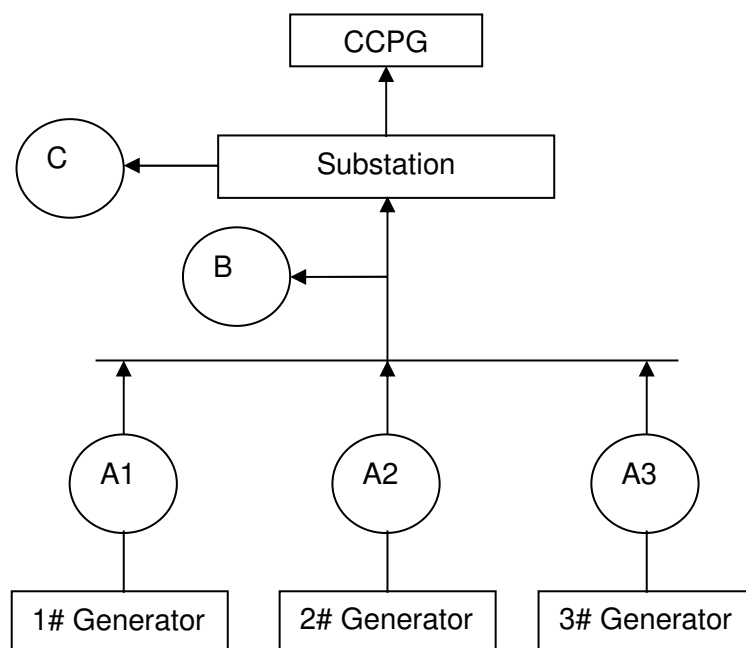 CCPG
C
Substation
B
A1
A2
A3
1# Generator
2# Generator
3# Generator